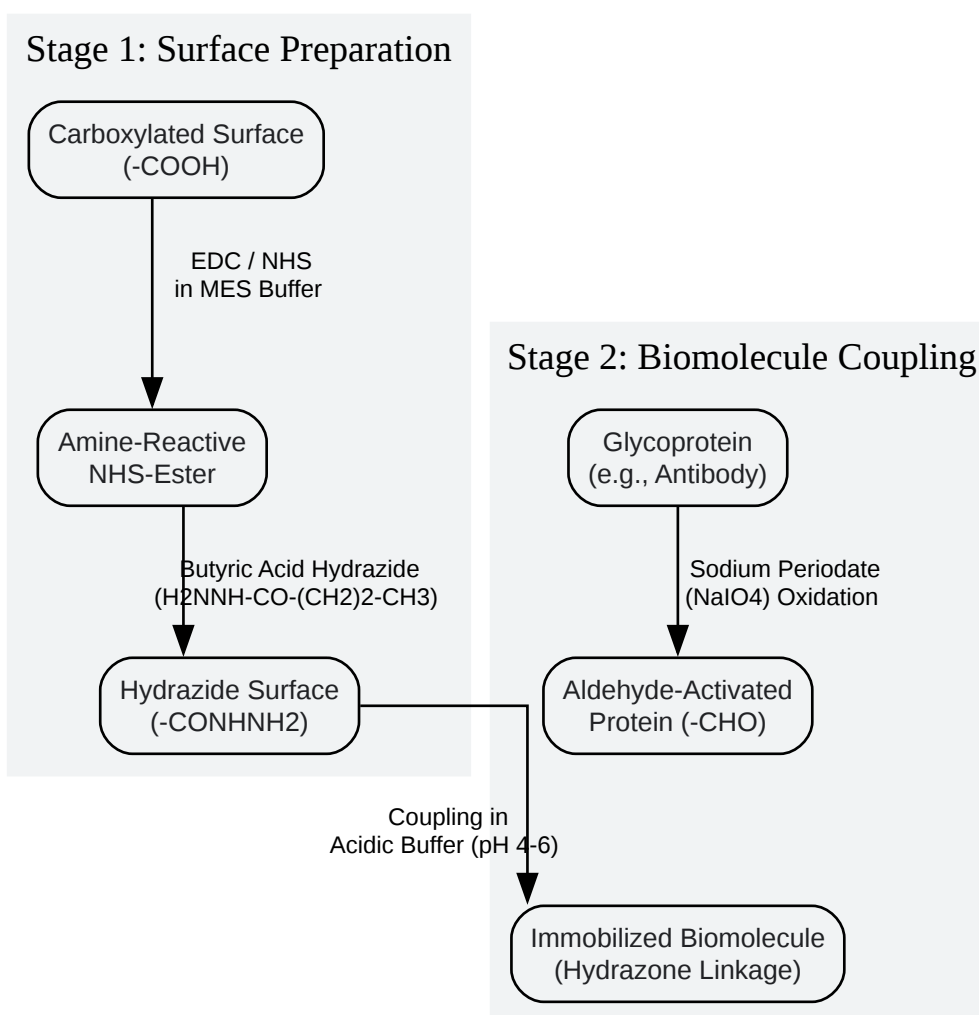 Stage 1: Surface Preparation
Carboxylated Surface
(-COOH)
EDC / NHS
in MES Buffer
Amine-Reactive
NHS-Ester
Butyric Acid Hydrazide
(H2NNH-CO-(CH2)2-CH3)
Hydrazide Surface
(-CONHNH2)
Stage 2: Biomolecule Coupling
Glycoprotein
(e.g., Antibody)
Sodium Periodate
(NaIO4) Oxidation
Aldehyde-Activated
Protein (-CHO)
Coupling in
Acidic Buffer (pH 4-6)
Immobilized Biomolecule
(Hydrazone Linkage)